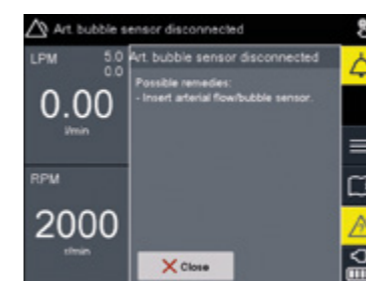 Art. bubble sensor disconnected
LPM 5.0
0.0
0.00
l/min
Art. bubble sensor disconnected
Possible remedies:
- Insert arterial flow/bubble sensor.
RPM
2000
r/min
Close